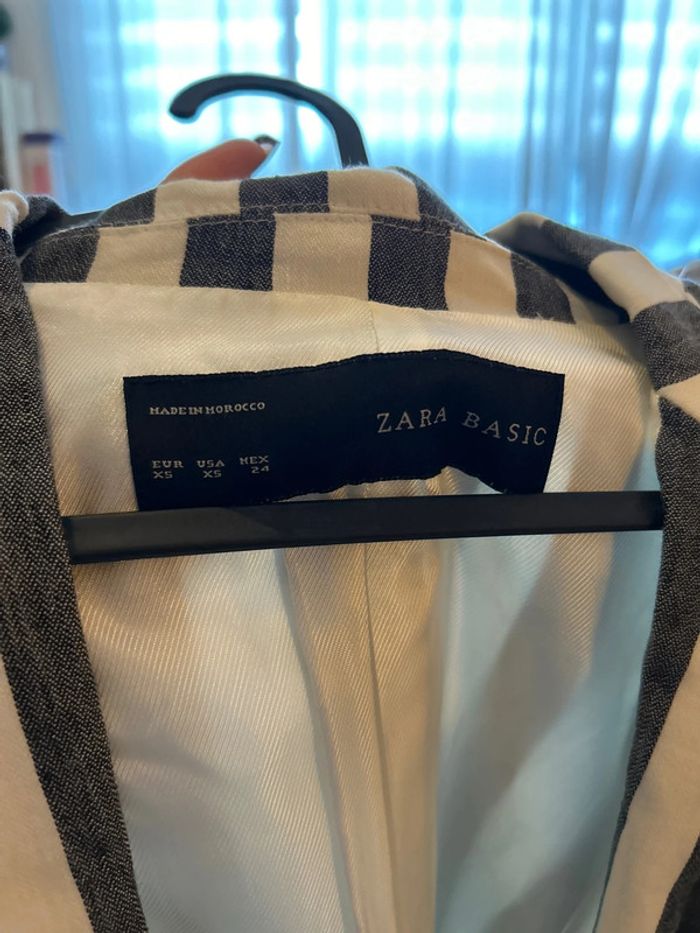 MADE IN MOROCCO
ZARA BASIC
EUR USA MEX
XS XS 24